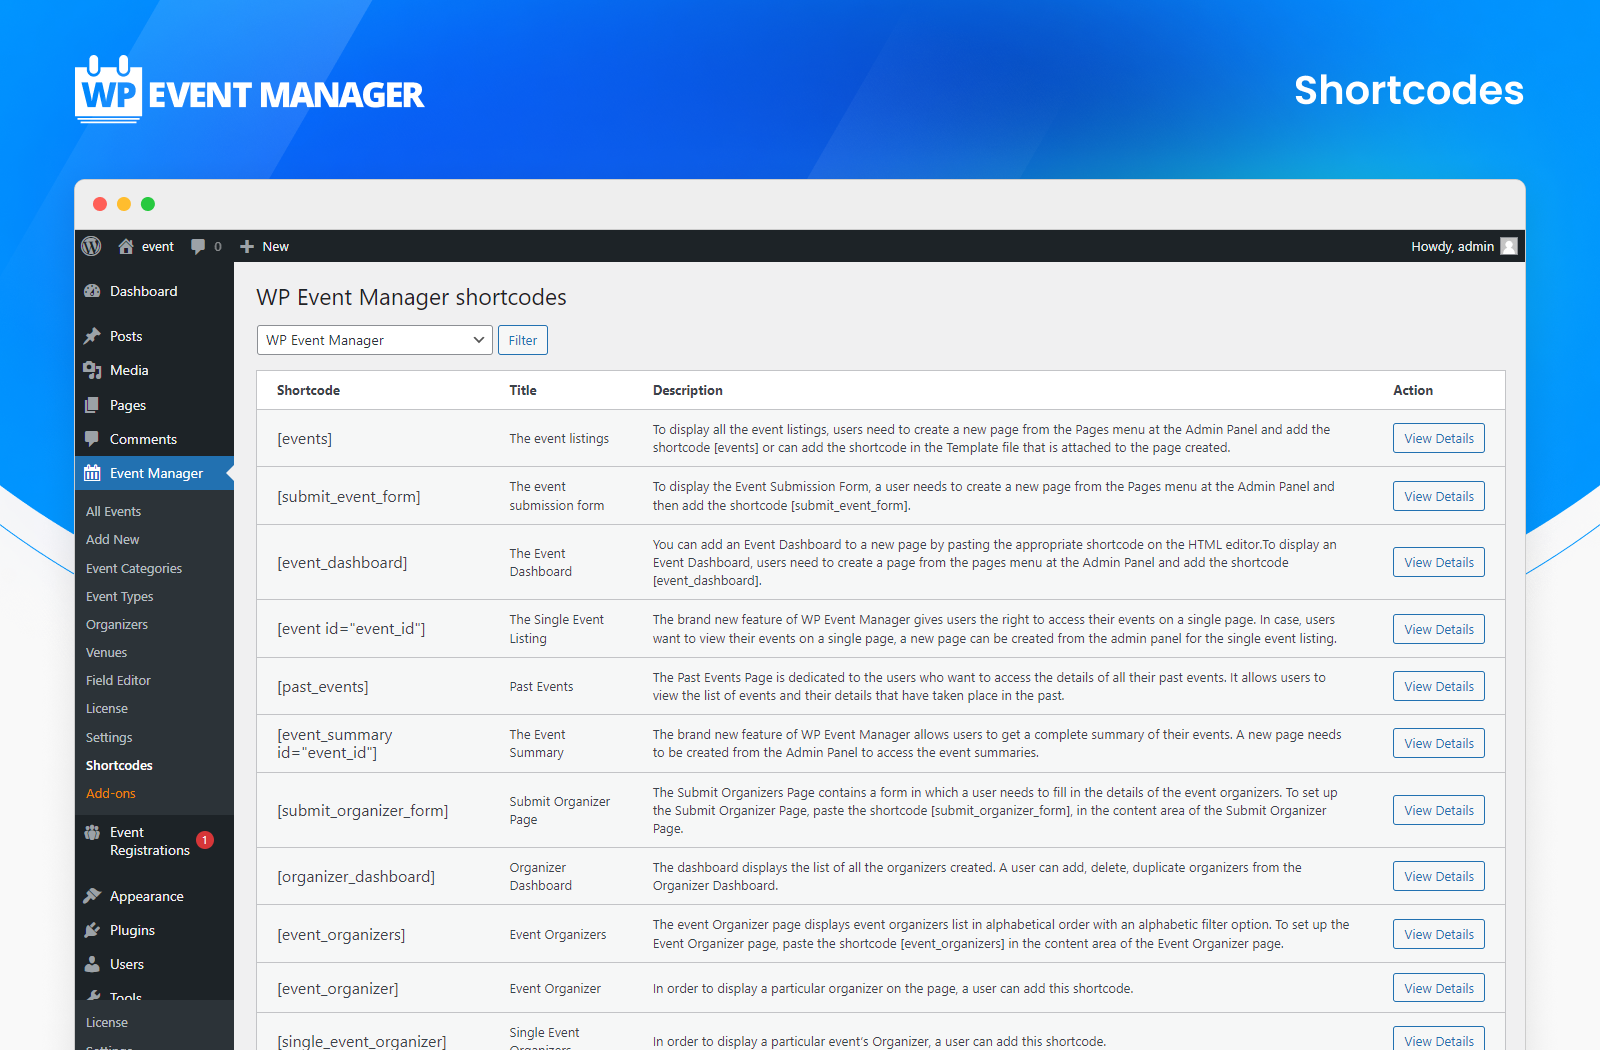 WP EVENT MANAGER
Shortcodes
event
0
New
Howdy, admin
Dashboard
Posts
Media
Pages
Comments
Event Manager
All Events
Add New
Event Categories
Event Types
Organizers
Venues
Field Editor
License
Settings
Shortcodes
Add-ons
Event
Registrations
1
Appearance
Plugins
Users
Tools
License
Settings
WP Event Manager shortcodes
WP Event Manager
Filter
Shortcode Title Description Action
[events]
The event listings
To display all the event listings, users need to create a new page from the Pages menu at the Admin Panel and add the
shortcode [events] or can add the shortcode in the Template file that is attached to the page created.
View Details
[submit_event_form]
The event
submission form
To display the Event Submission Form, a user needs to create a new page from the Pages menu at the Admin Panel and
then add the shortcode [submit_event_form].
View Details
[event_dashboard]
The Event
Dashboard
You can add an Event Dashboard to a new page by pasting the appropriate shortcode on the HTML editor.To display an
Event Dashboard, users need to create a page from the pages menu at the Admin Panel and add the shortcode
[event_dashboard].
View Details
[event id="event_id"]
The Single Event
Listing
The brand new feature of WP Event Manager gives users the right to access their events on a single page. In case, users
want to view their events on a single page, a new page can be created from the admin panel for the single event listing.
View Details
[past_events]
Past Events
The Past Events Page is dedicated to the users who want to access the details of all their past events. It allows users to
view the list of events and their details that have taken place in the past.
View Details
[event_summary
id="event_id"]
The Event
Summary
The brand new feature of WP Event Manager allows users to get a complete summary of their events. A new page needs
to be created from the Admin Panel to access the event summaries.
View Details
[submit_organizer_form]
Submit Organizer
Page
The Submit Organizers Page contains a form in which a user needs to fill in the details of the event organizers. To set up
the Submit Organizer Page, paste the shortcode [submit_organizer_form], in the content area of the Submit Organizer
Page.
View Details
[organizer_dashboard]
Organizer
Dashboard
The dashboard displays the list of all the organizers created. A user can add, delete, duplicate organizers from the
Organizer Dashboard.
View Details
[event_organizers]
Event Organizers
The event Organizer page displays event organizers list in alphabetical order with an alphabetic filter option. To set up the
Event Organizer page, paste the shortcode [event_organizers] in the content area of the Event Organizer page.
View Details
[event_organizer]
Event Organizer
In order to display a particular organizer on the page, a user can add this shortcode.
View Details
[single_event_organizer]
Single Event
Organizers
In order to display a particular event's Organizer, a user can add this shortcode.
View Details